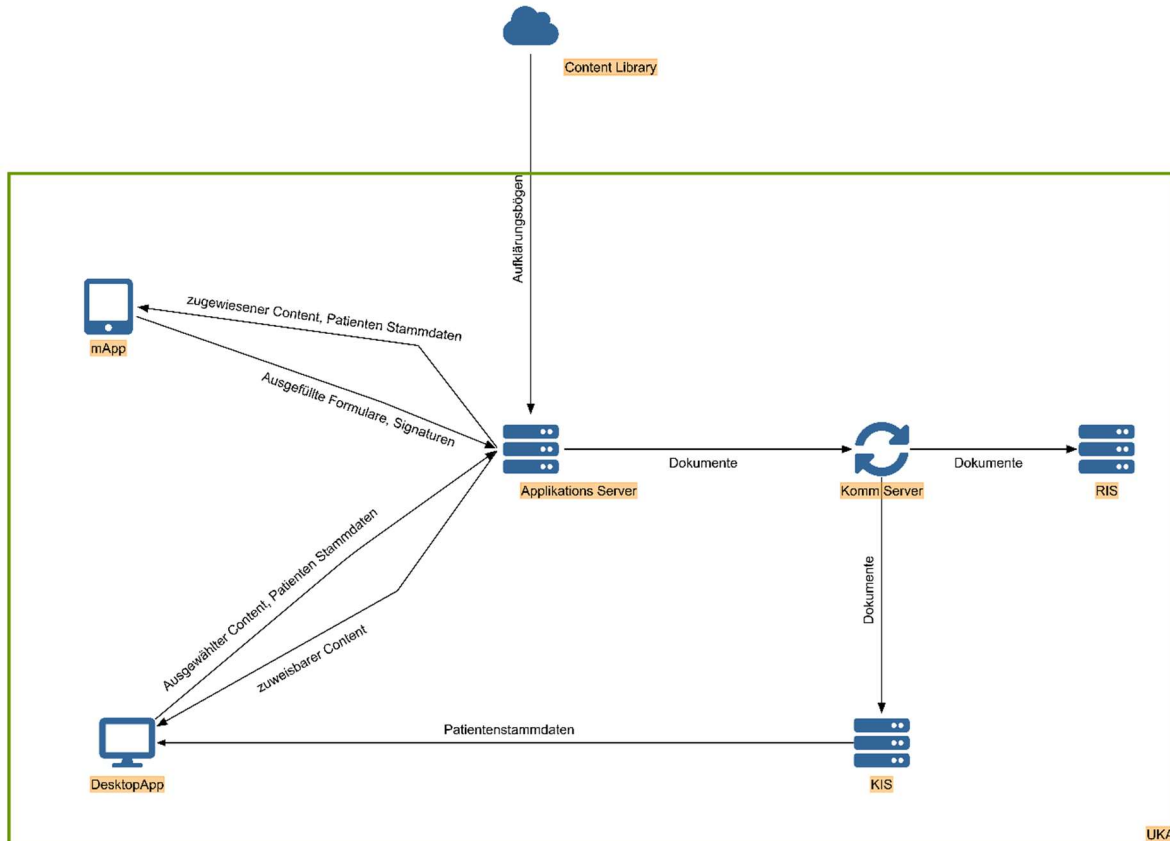 Content Library
Aufklärungsbögen
zugewiesener Content, Patienten Stammdaten
mApp
Ausgefüllte Formulare, Signaturen
Dokumente
Dokumente
Applikations Server
Komm Server
RIS
Ausgewählter Content, Patienten Stammdaten
Dokumente
zuweisbarer Content
Patientenstammdaten
DesktopApp
KIS
UKA